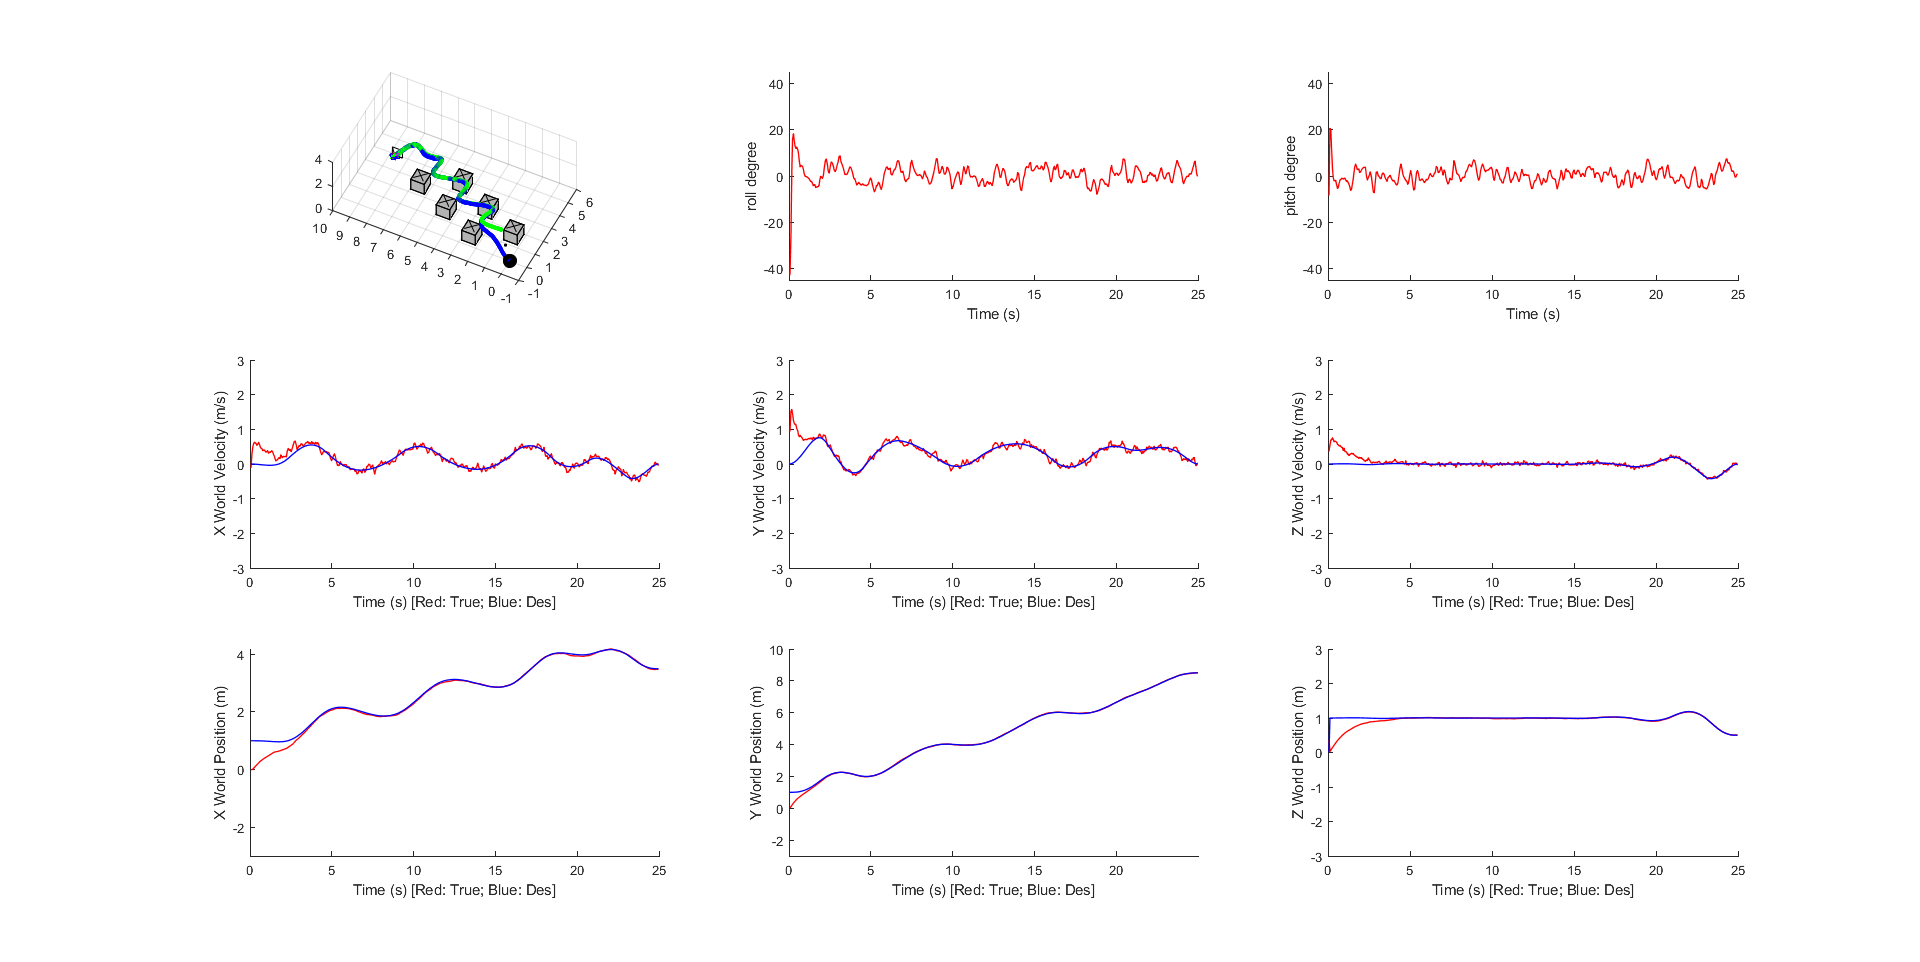 4
2
0
10 9 8 7 6 5 4 3 2 1 0 -1
6
5
4
3
2
1
0
-1
roll degree
40
20
0
-20
-40
0 5 10 15 20 25
Time (s)
pitch degree
40
20
0
-20
-40
0 5 10 15 20 25
Time (s)
X World Velocity (m/s)
3
2
1
0
-1
-2
-3
0 5 10 15 20 25
Time (s) [Red: True; Blue: Des]
Y World Velocity (m/s)
3
2
1
0
-1
-2
-3
0 5 10 15 20 25
Time (s) [Red: True; Blue: Des]
Z World Velocity (m/s)
3
2
1
0
-1
-2
-3
0 5 10 15 20 25
Time (s) [Red: True; Blue: Des]
X World Position (m)
4
2
0
-2
0 5 10 15 20 25
Time (s) [Red: True; Blue: Des]
Y World Position (m)
10
8
6
4
2
0
-2
0 5 10 15 20 25
Time (s) [Red: True; Blue: Des]
Z World Position (m)
3
2
1
0
-1
-2
-3
0 5 10 15 20 25
Time (s) [Red: True; Blue: Des]